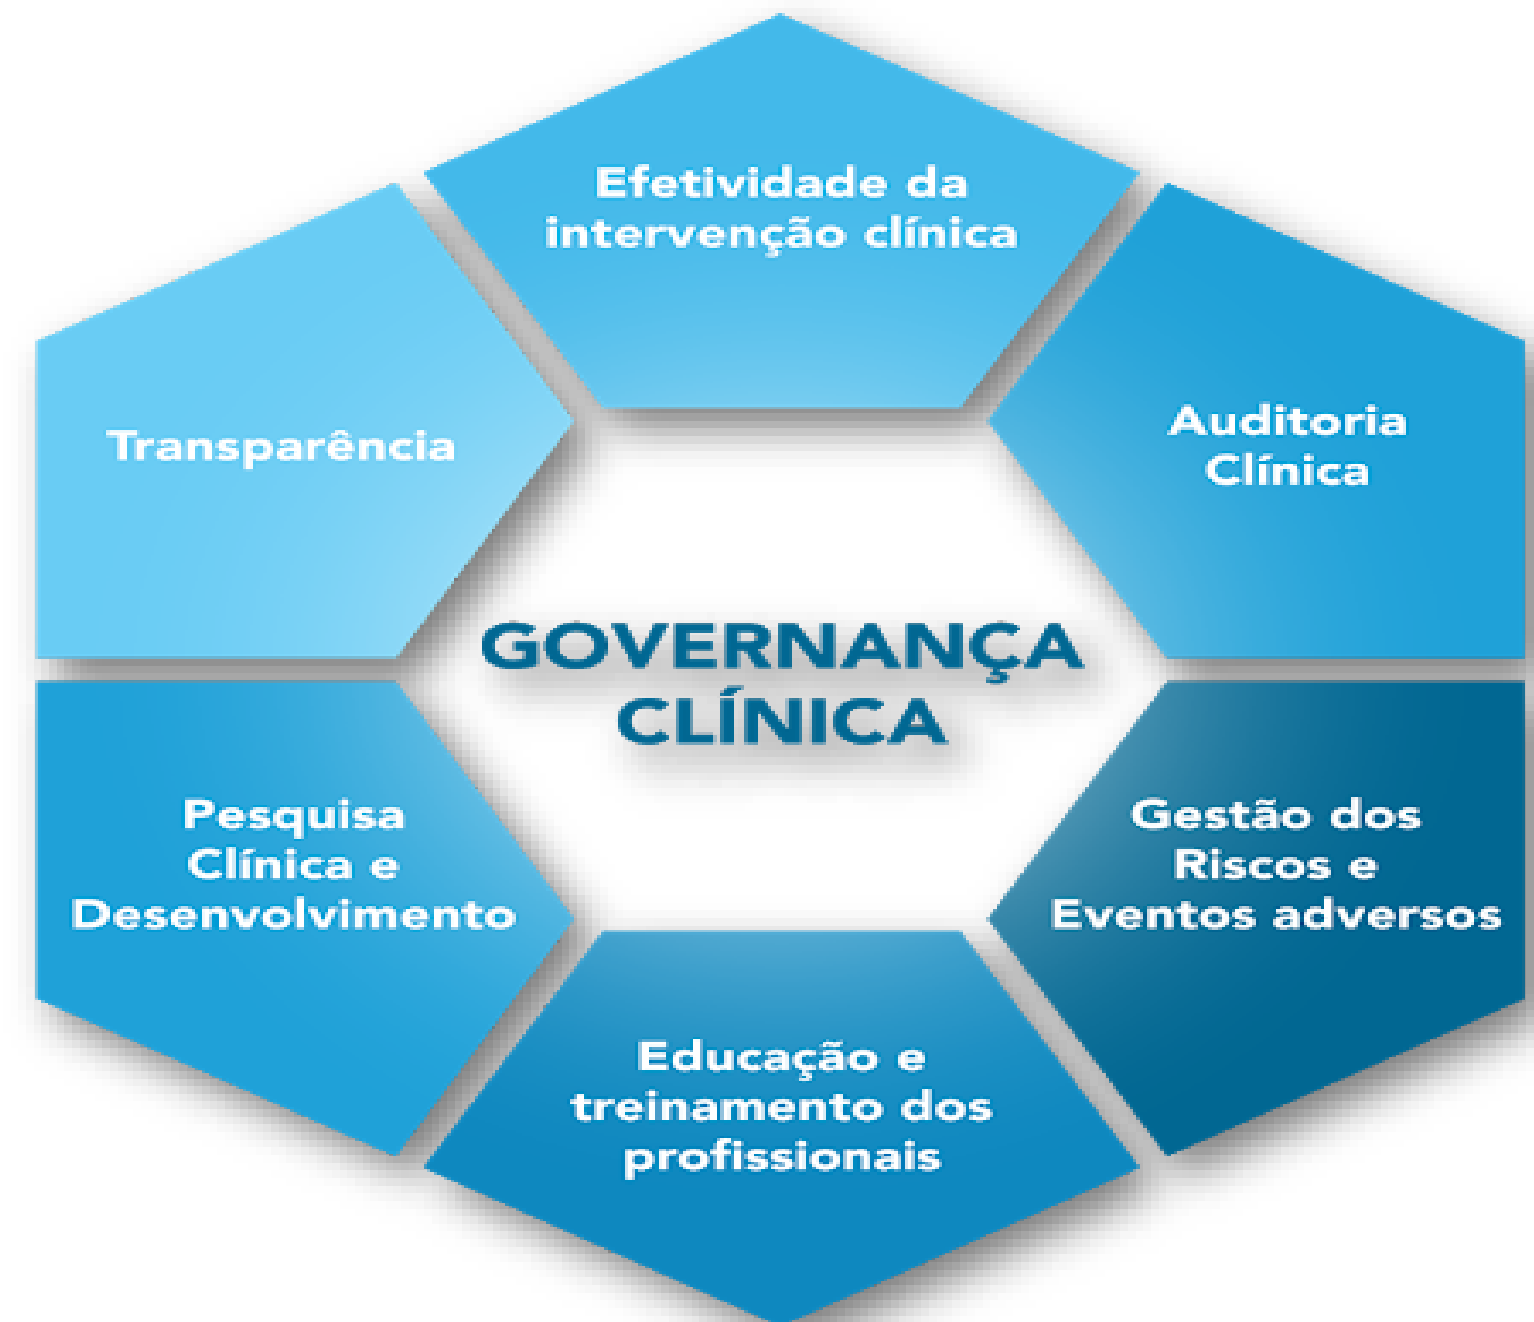 Efetividade da
intervenção clínica
Auditoria
Clínica
Transparência
GOVERNANÇA
CLÍNICA
Gestão dos
Riscos e
Eventos adversos
Pesquisa
Clínica e
Desenvolvimento
Educação e
treinamento dos
profissionais